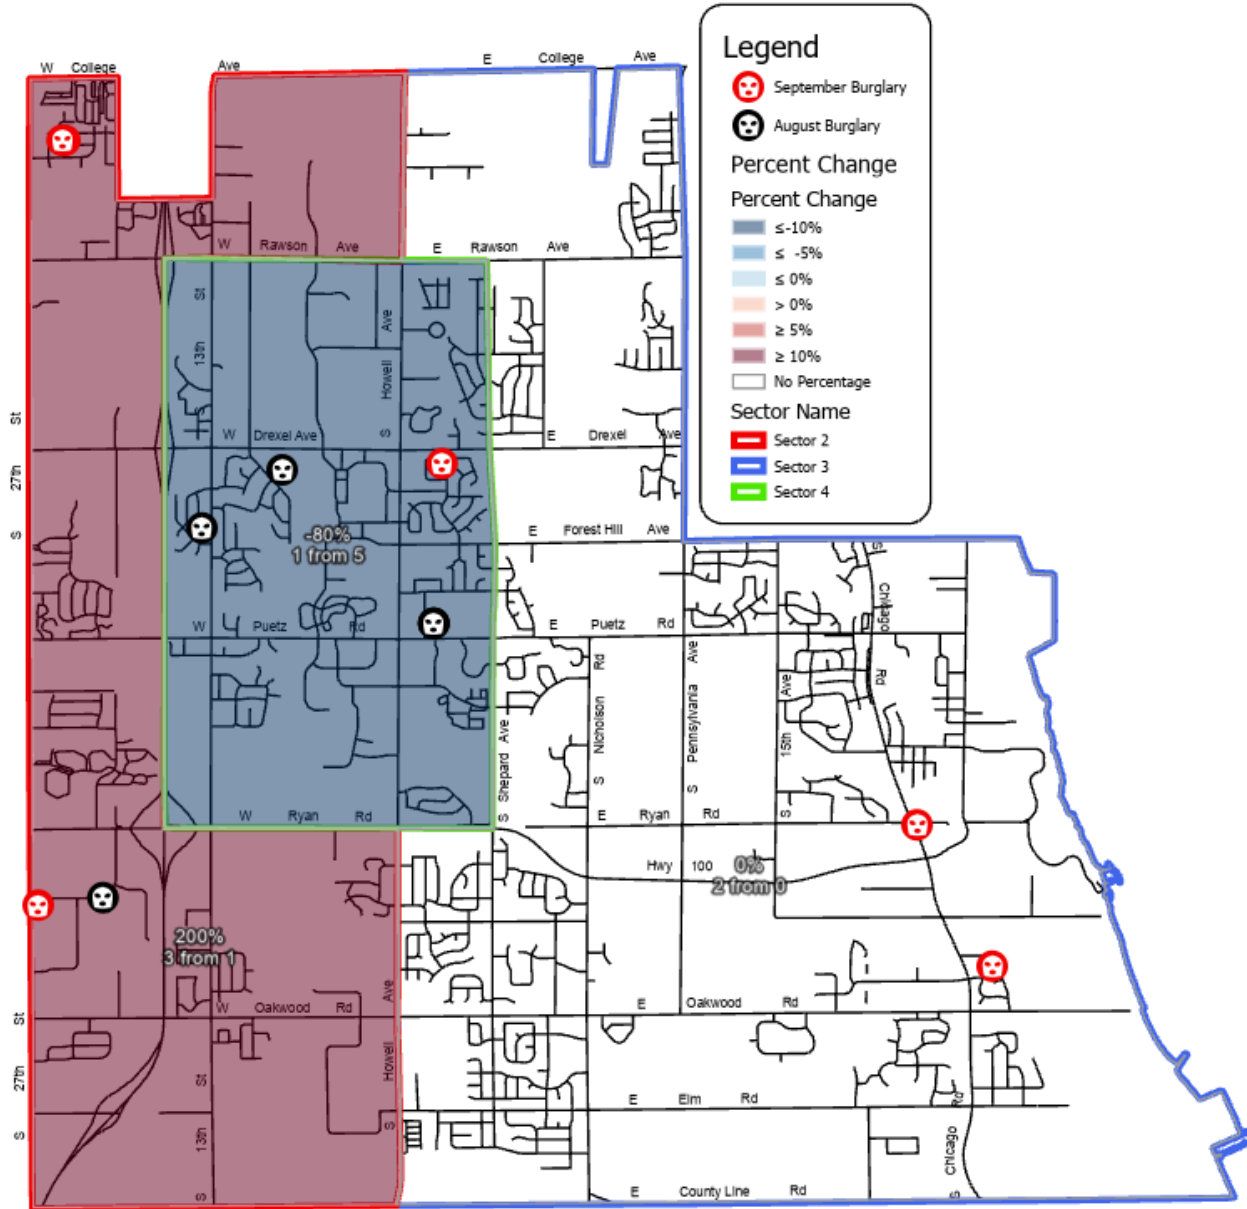 W College Ave
E College Ave
Legend
September Burglary
August Burglary
Percent Change
Percent Change
≤-10%
≤ -5%
≤ 0%
> 0%
≥ 5%
≥ 10%
No Percentage
Sector Name
Sector 2
Sector 3
Sector 4
W Rawson Ave
E Rawson Ave
13th St
S Howell Ave
S 27th St
W Drexel Ave
E Drexel Ave
-80%
1 from 5
E Forest Hill Ave
S Chicago Rd
W Puetz Rd
E Puetz Rd
S Shepard Ave
S Nicholson Rd
S Pennsylvania Ave
S 15th Ave
W Ryan Rd
E Ryan Rd
Hwy 100
0%
2 from 0
200%
3 from 1
W Oakwood Rd
E Oakwood Rd
S 27th St
S 13th St
S Howell Ave
E Elm Rd
S Chicago Rd
E County Line Rd